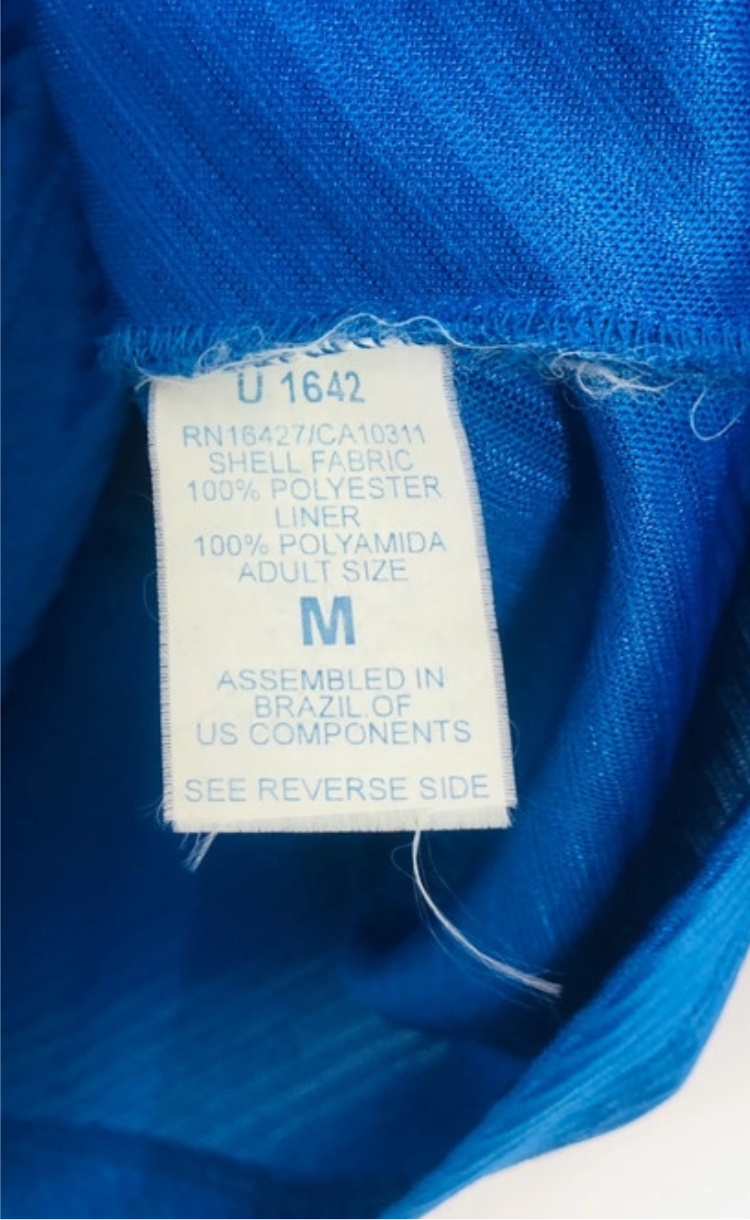 U 1642
RN16427/CA10311
SHELL FABRIC
100% POLYESTER
LINER
100% POLYAMIDA
ADULT SIZE
M
ASSEMBLED IN
BRAZIL.OF
US COMPONENTS
SEE REVERSE SIDE